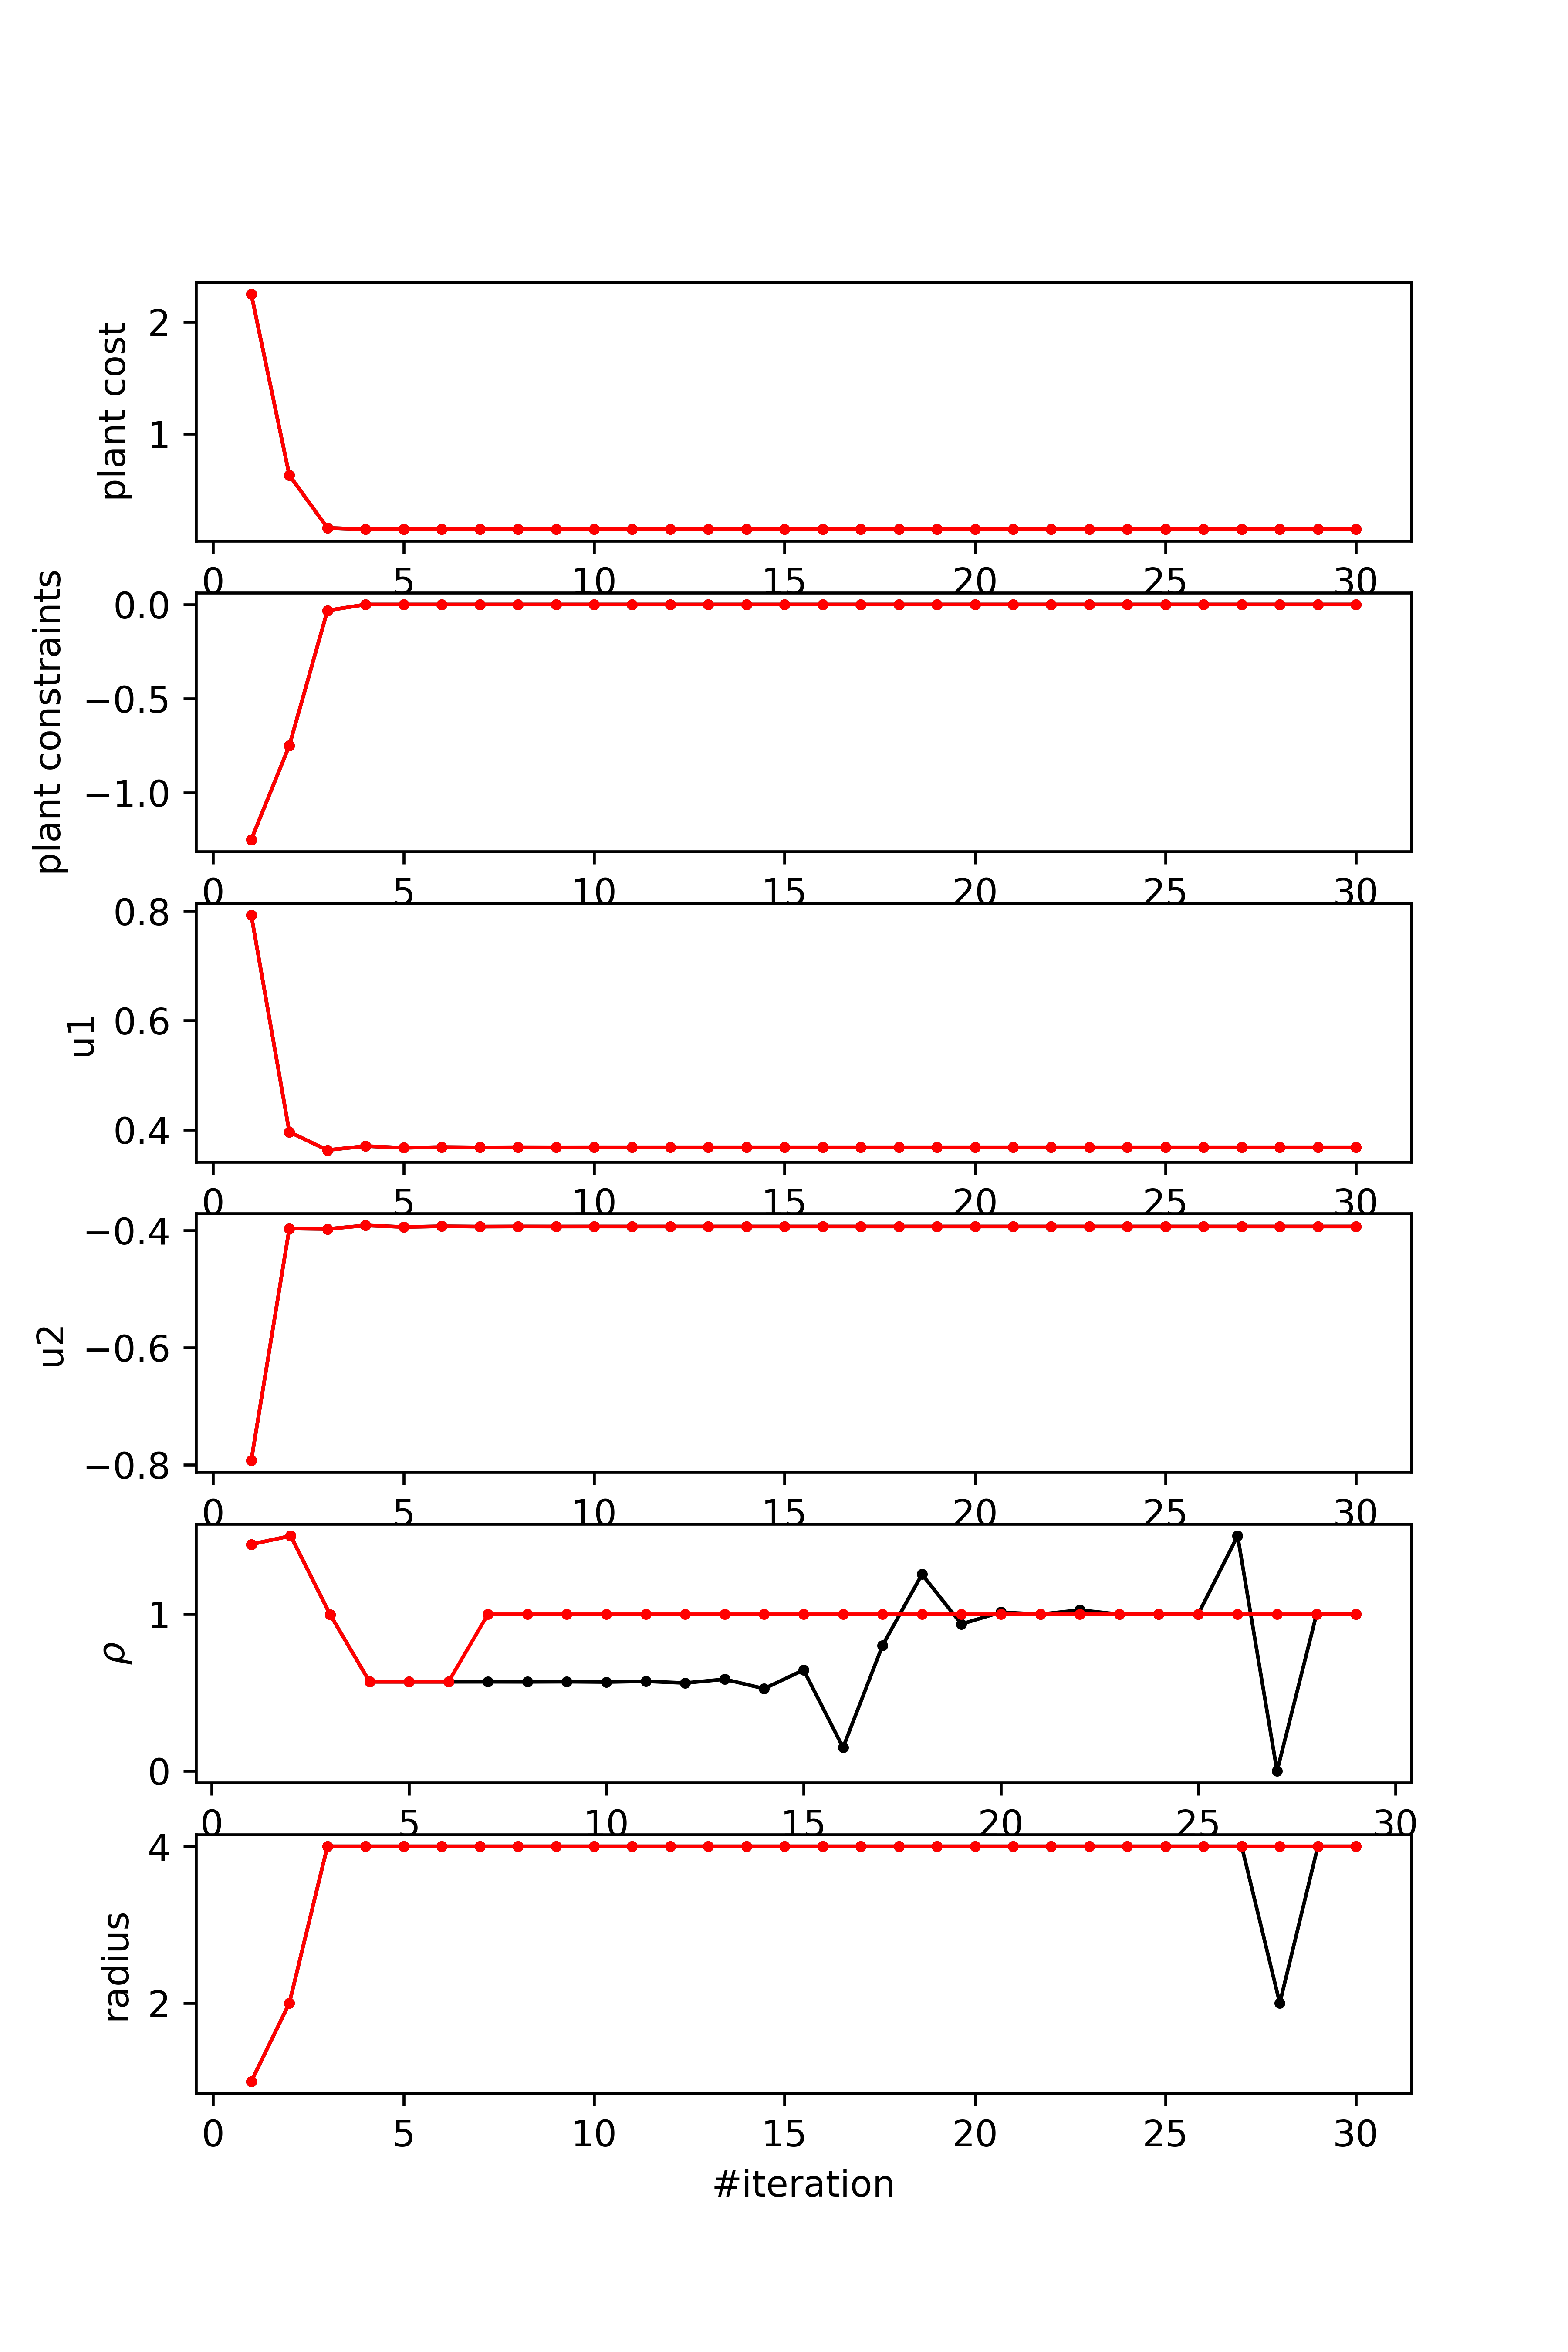 plant cost
2
1
0 5 10 15 20 25 30
plant constraints
0.0
−0.5
−1.0
0 5 10 15 20 25 30
u1
0.8
0.6
0.4
0 5 10 15 20 25 30
u2
−0.4
−0.6
−0.8
0 5 10 15 20 25 30
ρ
1
0
0 5 10 15 20 25 30
radius
4
2
0 5 10 15 20 25 30
#iteration